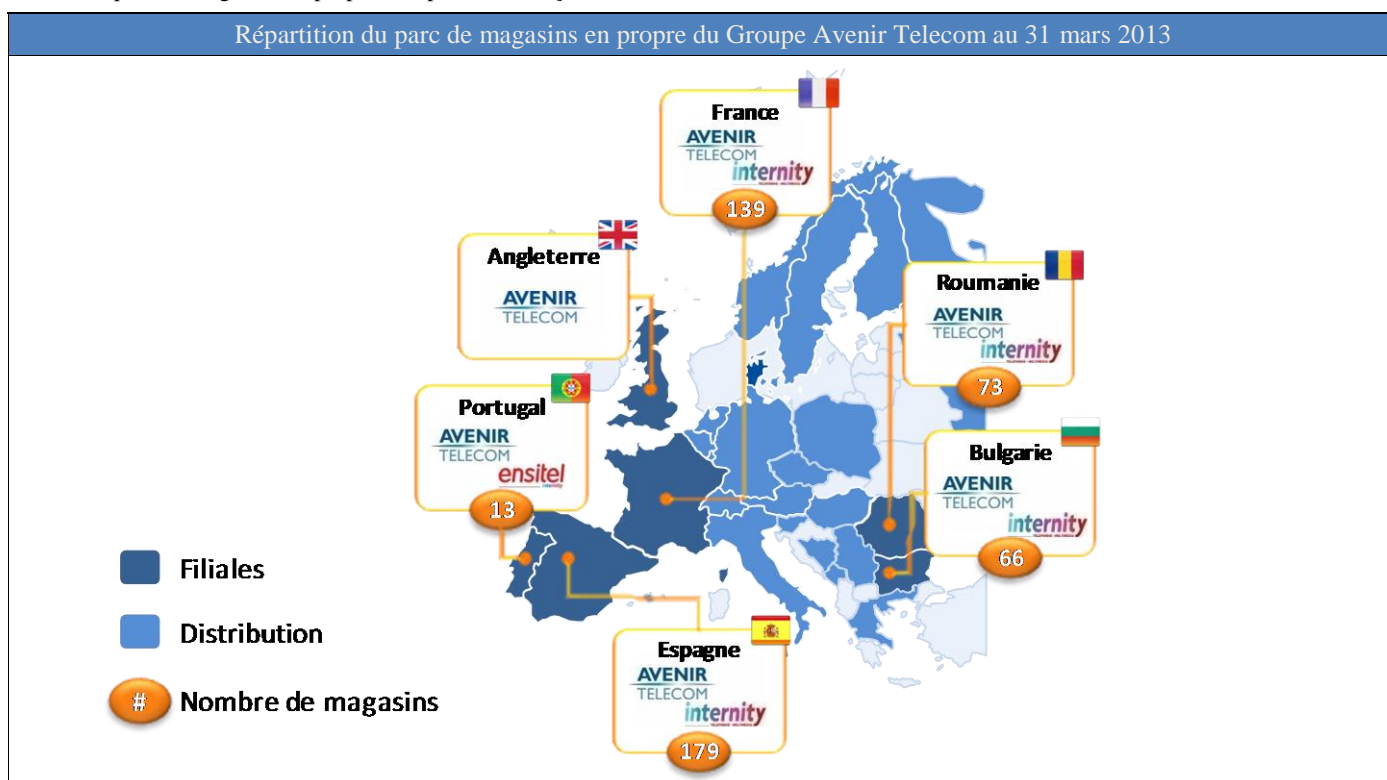 Répartition du parc de magasins en propre du Groupe Avenir Telecom au 31 mars 2013
France
AVENIR
TELECOM
internity
139
Angleterre
AVENIR
TELECOM
Roumanie
AVENIR
TELECOM
internity
73
Portugal
AVENIR
TELECOM
ensitel
internity
13
Bulgarie
AVENIR
TELECOM
internity
66
Filiales
Distribution
# Nombre de magasins
Espagne
AVENIR
TELECOM
internity
179